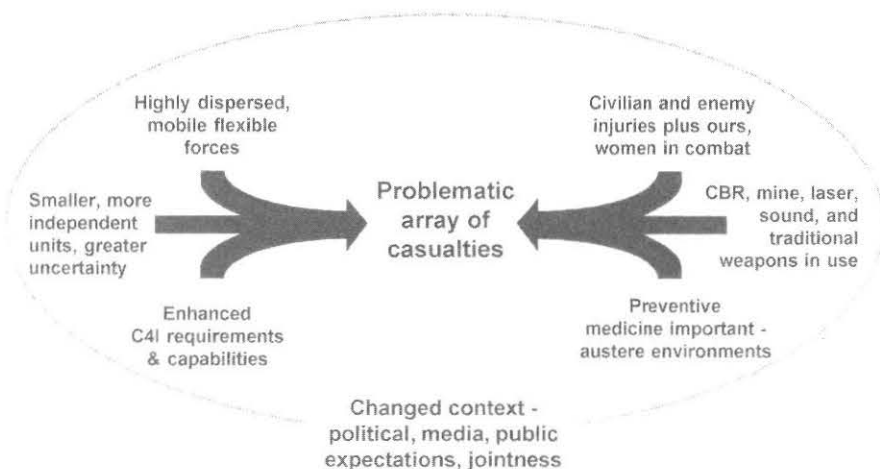 Highly dispersed,
mobile flexible
forces
Smaller, more
independent
units, greater
uncertainty
Enhanced
C4I requirements
& capabilities
Problematic
array of
casualties
Civilian and enemy
injuries plus ours,
women in combat
CBR, mine, laser,
sound, and
traditional
weapons in use
Preventive
medicine important -
austere environments
Changed context -
political, media, public
expectations, jointness